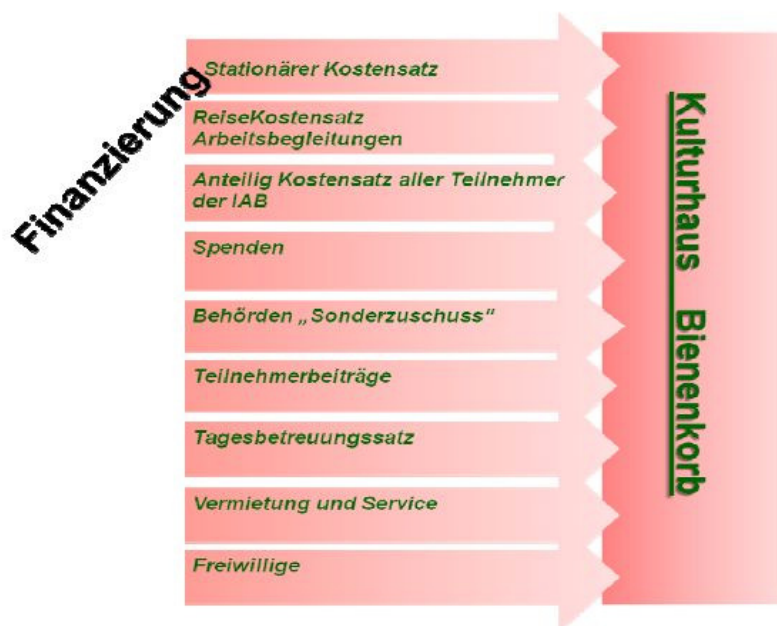 Finanzierung
Stationärer Kostensatz
ReiseKostensatz
Arbeitsbegleitungen
Anteilig Kostensatz aller Teilnehmer
der IAB
Spenden
Behörden „Sonderzuschuss“
Teilnehmerbeiträge
Tagesbetreuungssatz
Vermietung und Service
Freiwillige
Kulturhaus Bienenkorb